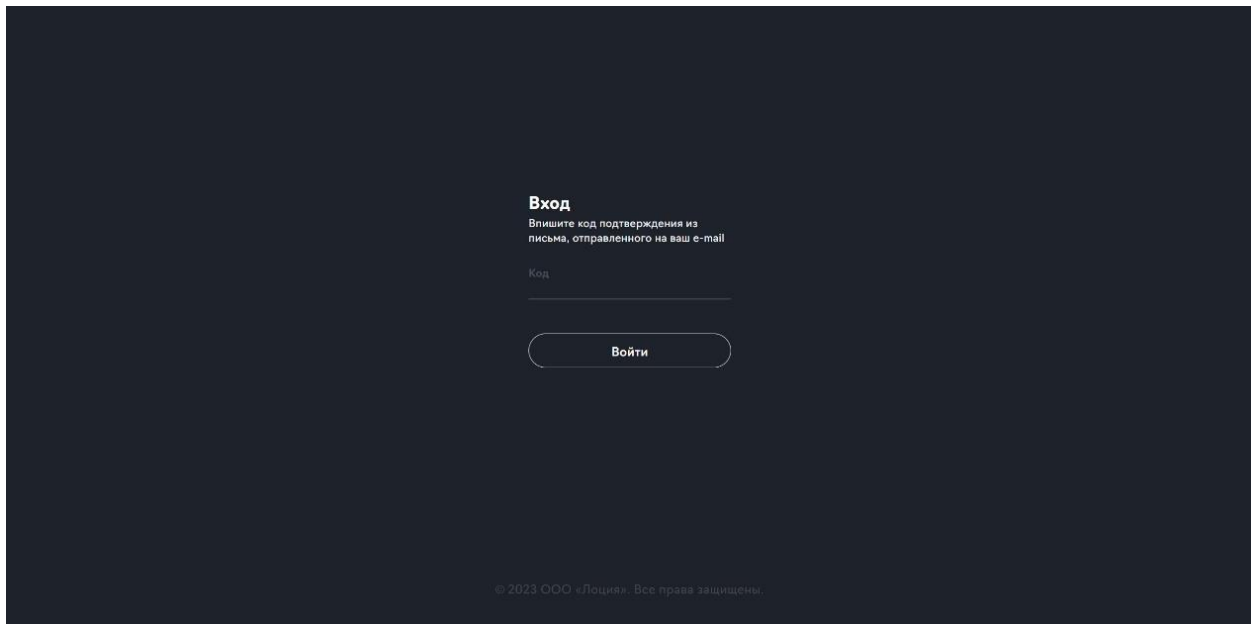 Вход
Впишите код подтверждения из
письма, отправленного на ваш e-mail
Код
Войти
© 2023 ООО «Лоция». Все права защищены.